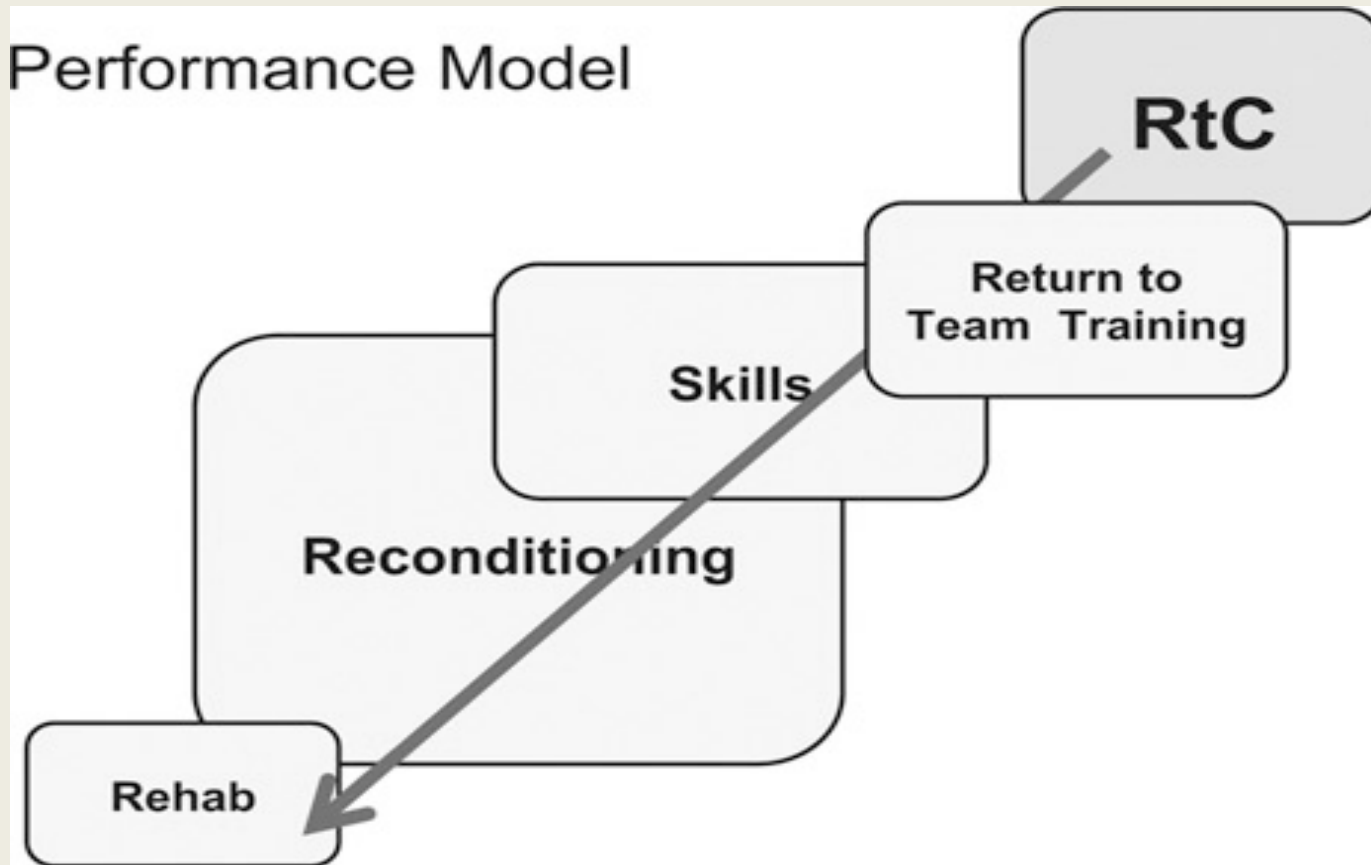 Performance Model
RtC
Return to
Team Training
Skills
Reconditioning
Rehab